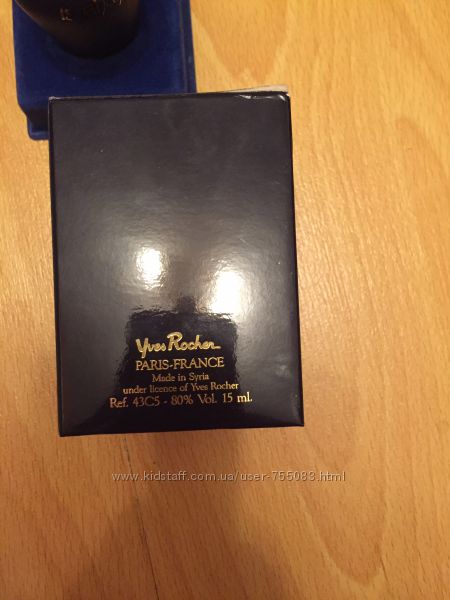 Yves Rocher
PARIS-FRANCE
Made in Syria
under licence of Yves Rocher
Ref. 43C5 - 80% Vol. 15 ml.
www.kidstaff.com.ua/user-755083.html